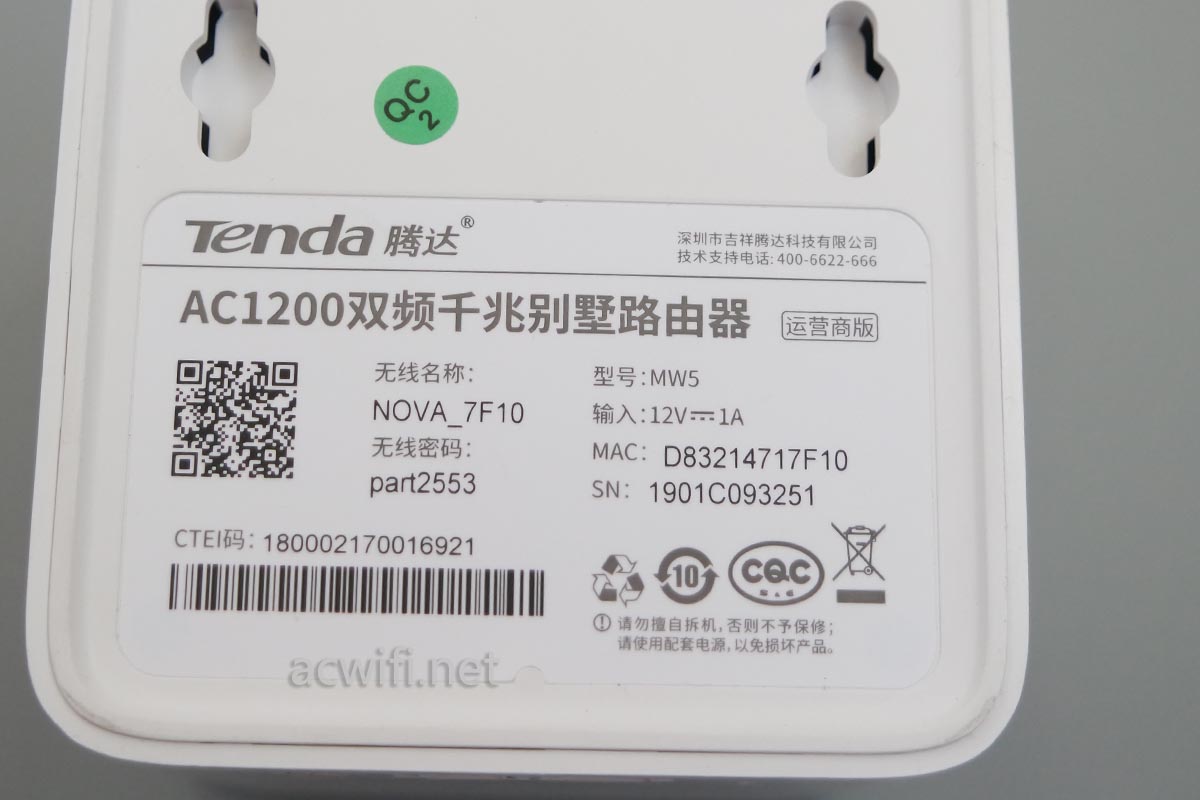 QC
2
Tenda 腾达®
深圳市吉祥腾达科技有限公司
技术支持电话: 400-6622-666
AC1200双频千兆别墅路由器 运营商版
无线名称:
NOVA_7F10
无线密码:
part2553
型号:MW5
输入:12V⎓1A
MAC: D83214717F10
SN: 1901C093251
CTEI码: 180002170016921
10
CQC
请勿擅自拆机，否则不予保修；
请使用配套电源，以免损坏产品。
acwifi.net